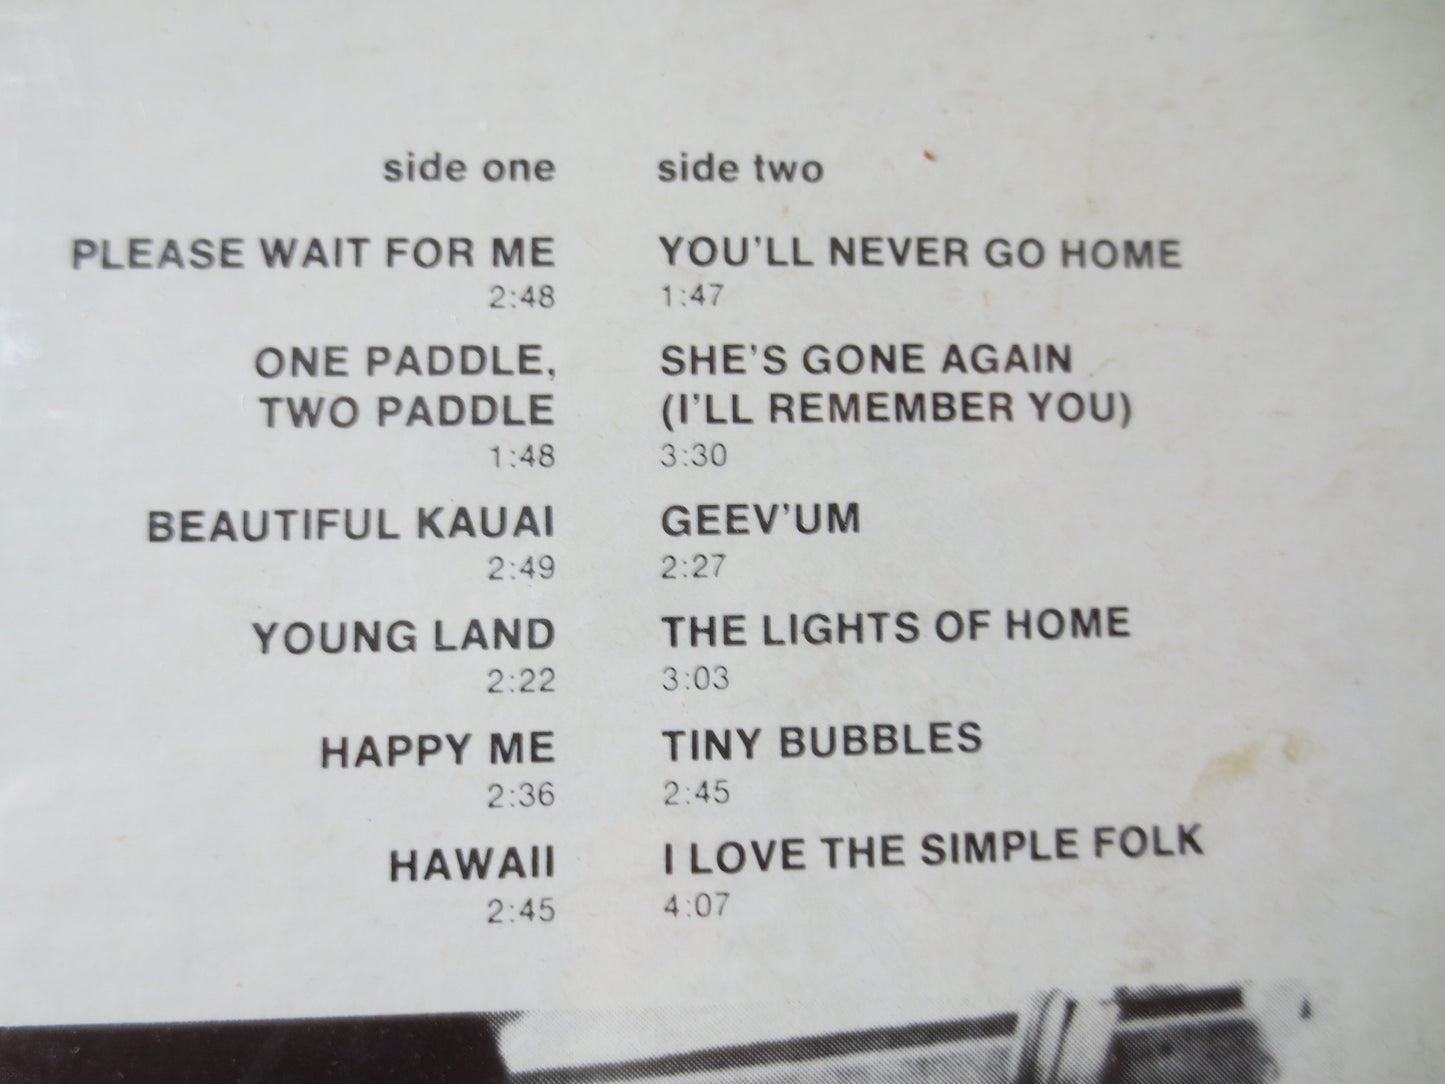 side one
PLEASE WAIT FOR ME
2:48
ONE PADDLE,
TWO PADDLE
1:48
BEAUTIFUL KAUAI
2:49
YOUNG LAND
2:22
HAPPY ME
2:36
HAWAII
2:45
side two
YOU'LL NEVER GO HOME
1:47
SHE'S GONE AGAIN
(I'LL REMEMBER YOU)
3:30
GEEV'UM
2:27
THE LIGHTS OF HOME
3:03
TINY BUBBLES
2:45
I LOVE THE SIMPLE FOLK
4:07